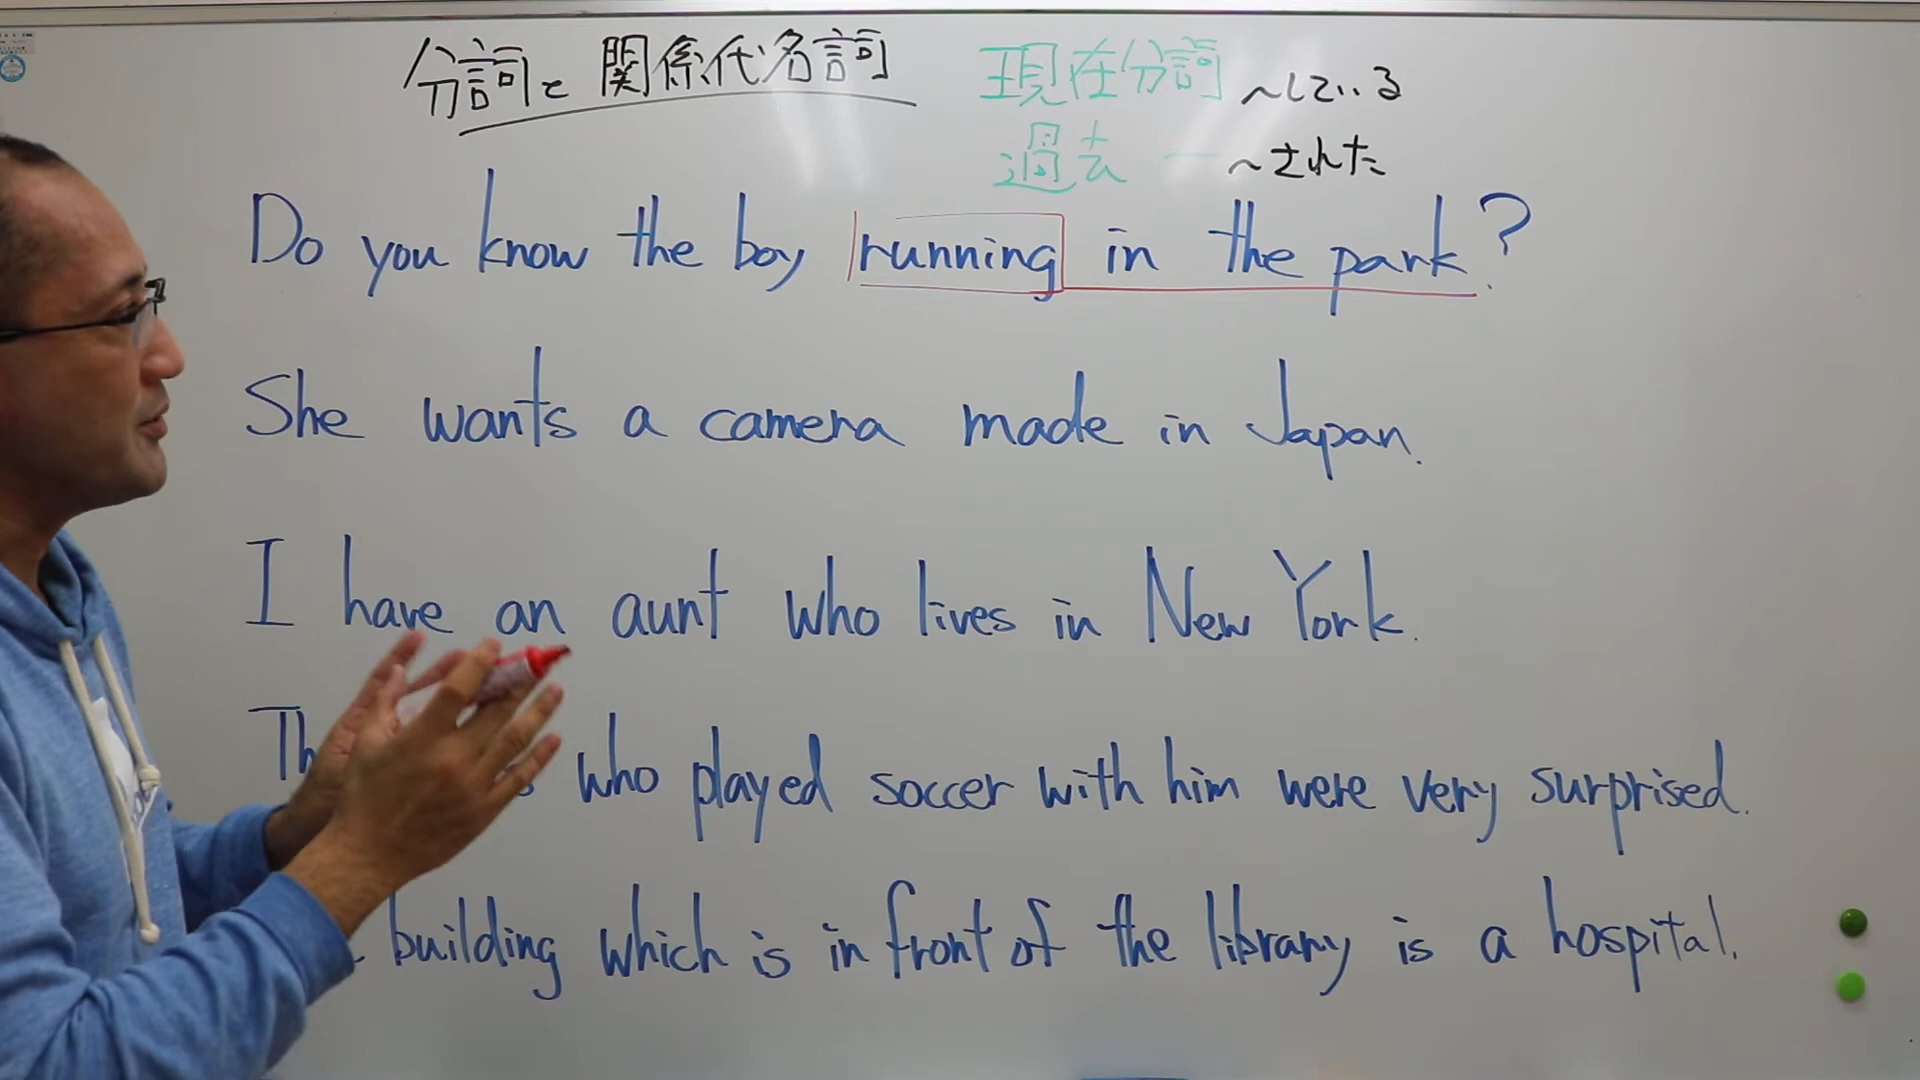 分詞と関係代名詞
現在分詞 〜している
過去 ー 〜された
Do you know the boy running in the park?
She wants a camera made in Japan.
I have an aunt who lives in New York.
who played soccer with him were very surprised.
building which is in front of the library is a hospital.